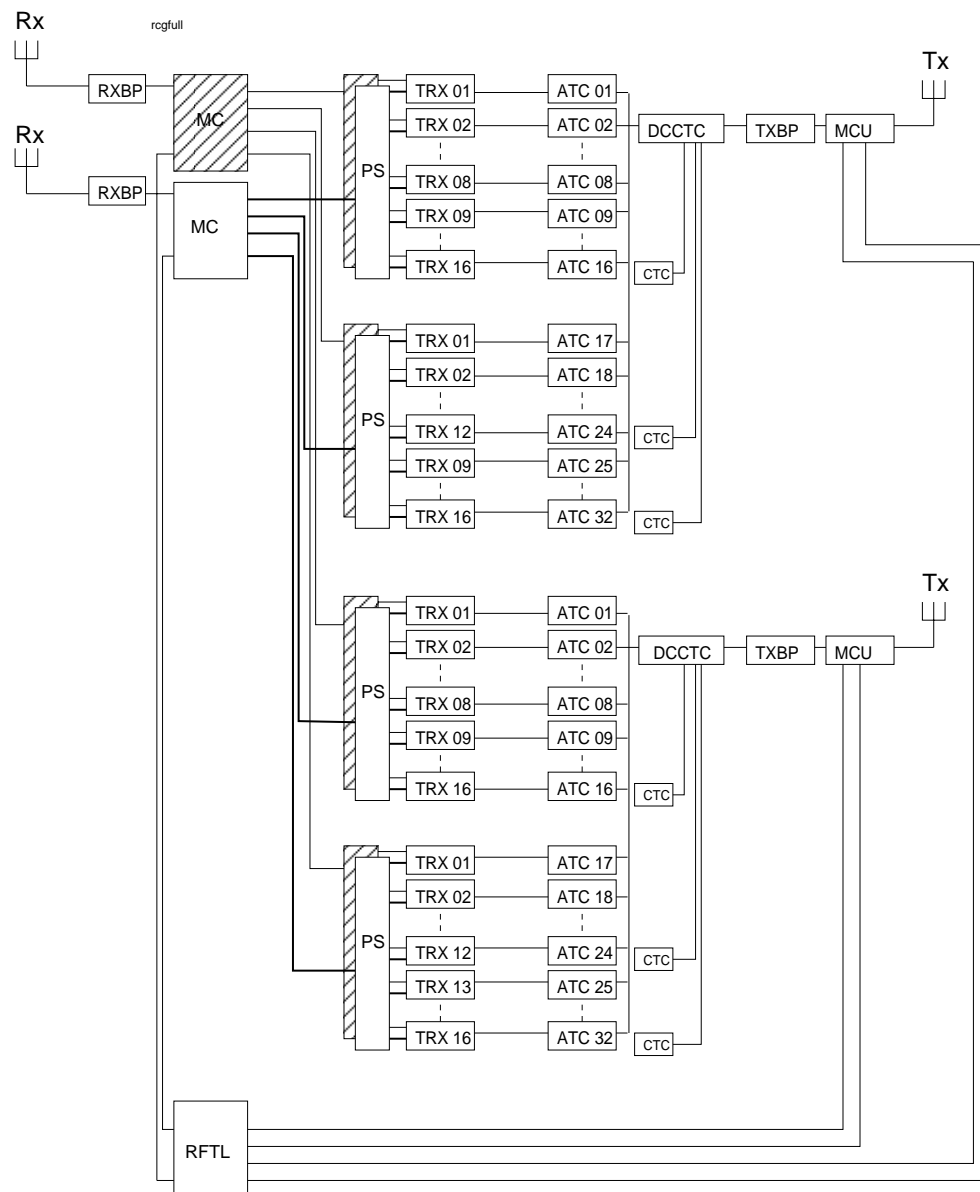 Rx
rcgfull
Tx
RXBP
MC
TRX 01
ATC 01
TRX 02
ATC 02
DCCTC
TXBP
MCU
Rx
RXBP
MC
PS
TRX 08
ATC 08
TRX 09
ATC 09
TRX 16
ATC 16
CTC
TRX 01
ATC 17
TRX 02
ATC 18
PS
TRX 12
ATC 24
CTC
TRX 09
ATC 25
TRX 16
ATC 32
CTC
Tx
TRX 01
ATC 01
TRX 02
ATC 02
DCCTC
TXBP
MCU
PS
TRX 08
ATC 08
TRX 09
ATC 09
TRX 16
ATC 16
CTC
TRX 01
ATC 17
TRX 02
ATC 18
PS
TRX 12
ATC 24
CTC
TRX 13
ATC 25
TRX 16
ATC 32
CTC
RFTL